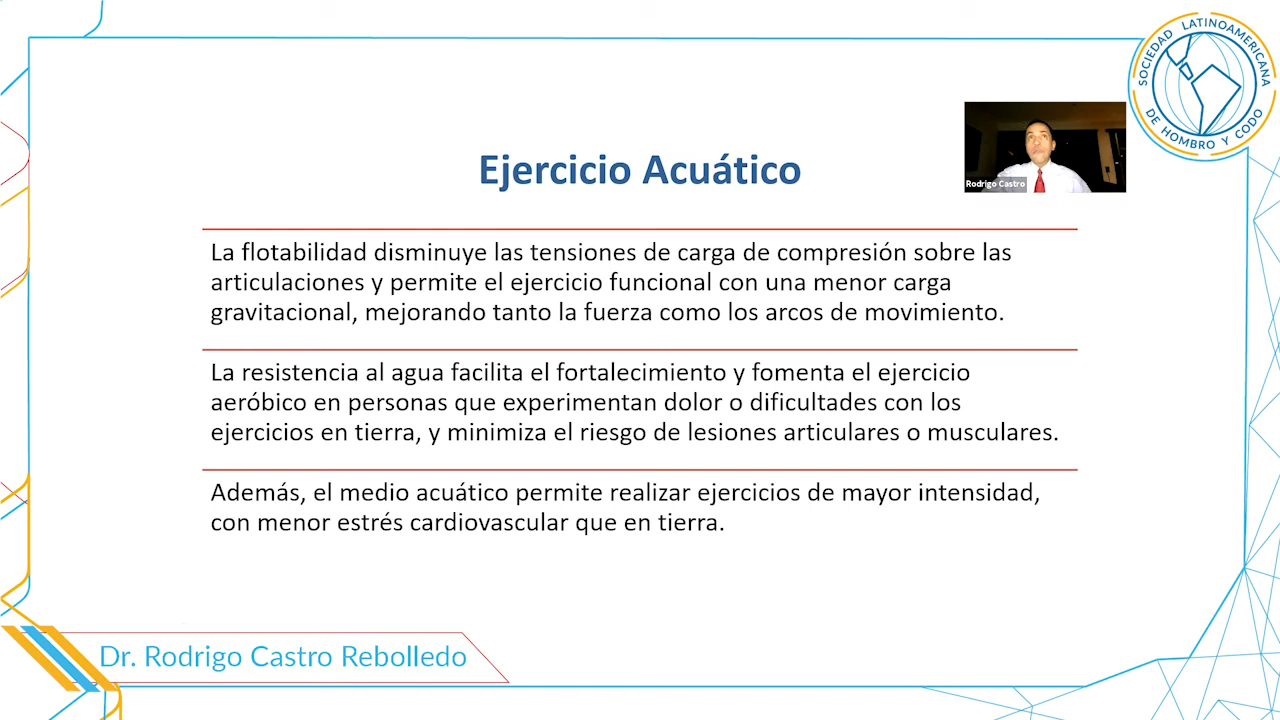 SOCIEDAD LATINOAMERICANA
DE HOMBRO Y CODO
Rodrigo Castro
Ejercicio Acuático
La flotabilidad disminuye las tensiones de carga de compresión sobre las
articulaciones y permite el ejercicio funcional con una menor carga
gravitacional, mejorando tanto la fuerza como los arcos de movimiento.
La resistencia al agua facilita el fortalecimiento y fomenta el ejercicio
aeróbico en personas que experimentan dolor o dificultades con los
ejercicios en tierra, y minimiza el riesgo de lesiones articulares o musculares.
Además, el medio acuático permite realizar ejercicios de mayor intensidad,
con menor estrés cardiovascular que en tierra.
Dr. Rodrigo Castro Rebolledo